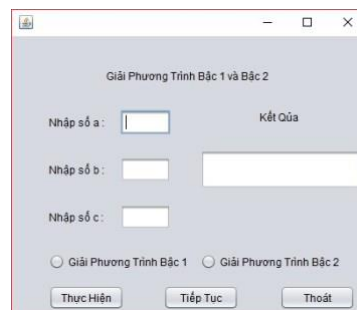 Giải Phương Trình Bậc 1 và Bậc 2
Nhập số a :
Kết Qủa
Nhập số b :
Nhập số c :
Giải Phương Trình Bậc 1 Giải Phương Trình Bậc 2
Thực Hiện Tiếp Tục Thoát